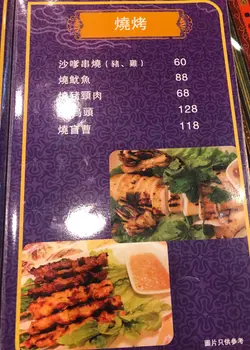 燒烤
沙嗲串燒（豬、雞） 60
燒魷魚 88
燒豬頸肉 68
頭 128
燒盲曹 118
圖片只供參考